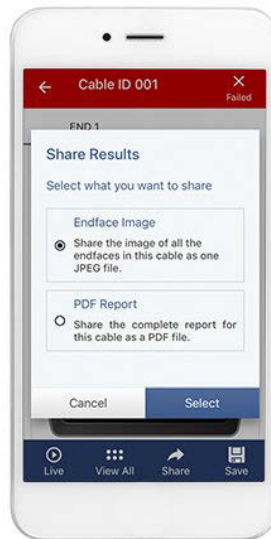 Cable ID 001
Failed
END 1
Share Results
Select what you want to share
Endface Image
Share the image of all the
endfaces in this cable as one
JPEG file.
PDF Report
Share the complete report for
this cable as a PDF file.
Cancel
Select
Live
View All
Share
Save